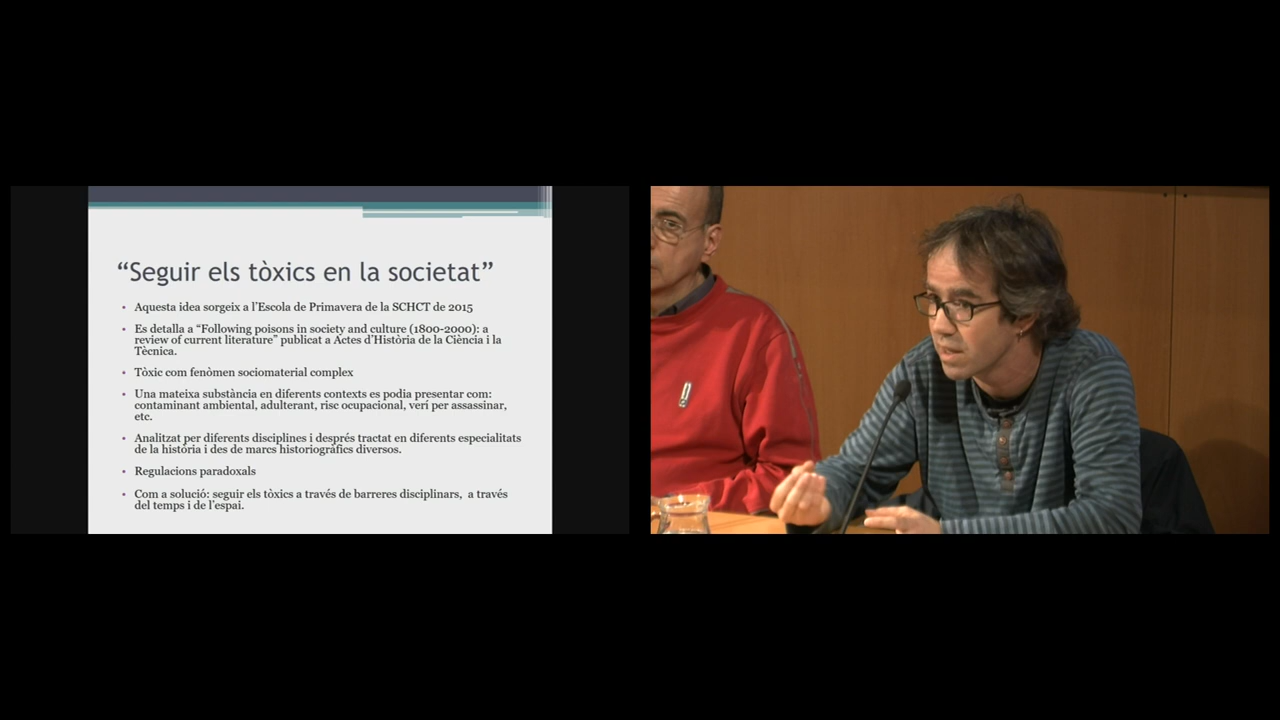 “Seguir els tòxics en la societat”
Aquesta idea sorgeix a l’Escola de Primavera de la SCHCT de 2015
Es detalla a “Following poisons in society and culture (1800-2000): a
review of current literature” publicat a Actes d’Història de la Ciència i la
Tècnica.
Tòxic com fenòmen sociomaterial complex
Una mateixa substància en diferents contexts es podia presentar com:
contaminant ambiental, adulterant, risc ocupacional, verí per assassinar,
etc.
Analitzat per diferents disciplines i després tractat en diferents especialitats
de la història i des de marcs historiogràfics diversos.
Regulacions paradoxals
Com a solució: seguir els tòxics a través de barreres disciplinars, a través
del temps i de l’espai.